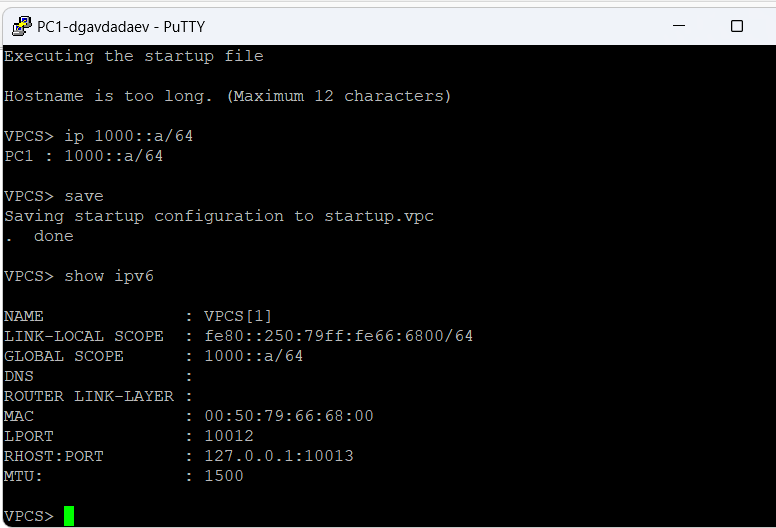 PC1-dgavdadaev - PuTTY
Executing the startup file
Hostname is too long. (Maximum 12 characters)
VPCS> ip 1000::a/64
PC1 : 1000::a/64
VPCS> save
Saving startup configuration to startup.vpc
.  done
VPCS> show ipv6
NAME              : VPCS[1]
LINK-LOCAL SCOPE  : fe80::250:79ff:fe66:6800/64
GLOBAL SCOPE      : 1000::a/64
DNS               :
ROUTER LINK-LAYER :
MAC               : 00:50:79:66:68:00
LPORT             : 10012
RHOST:PORT        : 127.0.0.1:10013
MTU:              : 1500
VPCS>